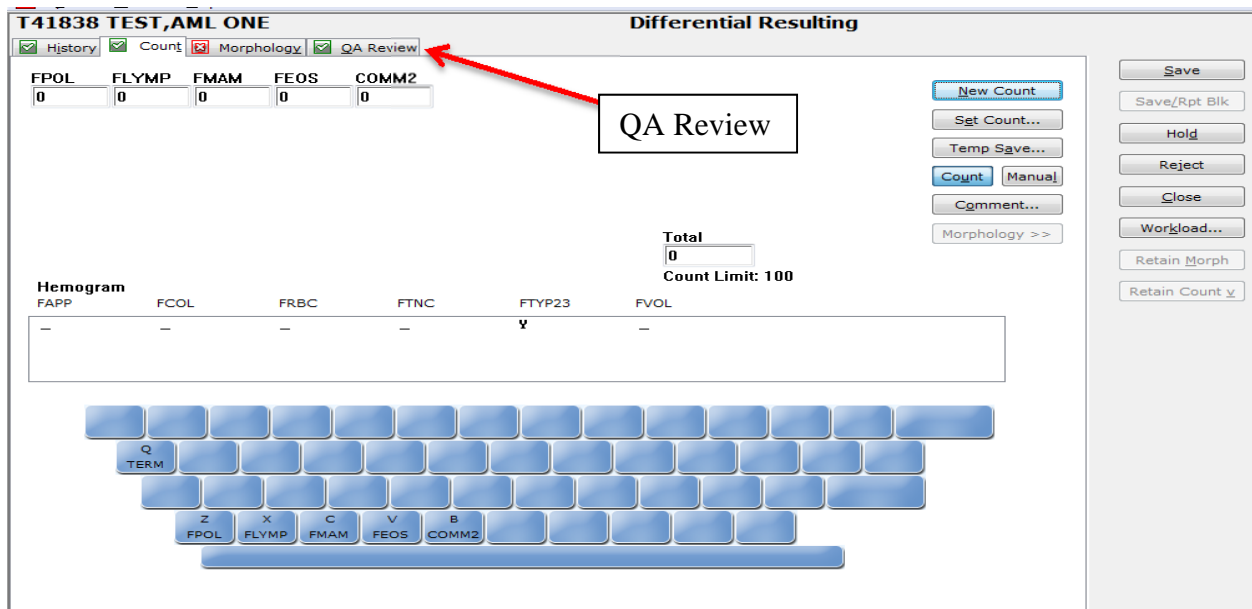 T41838 TEST,AML ONE Differential Resulting
History Count Morphology QA Review
FPOL FLYMP FMAM FEOS COMM2
0 0 0 0 0
QA Review
New Count
Set Count...
Temp Save...
Count Manual
Comment...
Morphology >>
Save
Save/Rpt Blk
Hold
Reject
Close
Workload...
Retain Morph
Retain Count v
Total
0
Count Limit: 100
Hemogram
FAPP FCOL FRBC FTNC FTYP23 FVOL
_ _ _ _ Y _
Q
TERM
Z X C V B
FPOL FLYMP FMAM FEOS COMM2